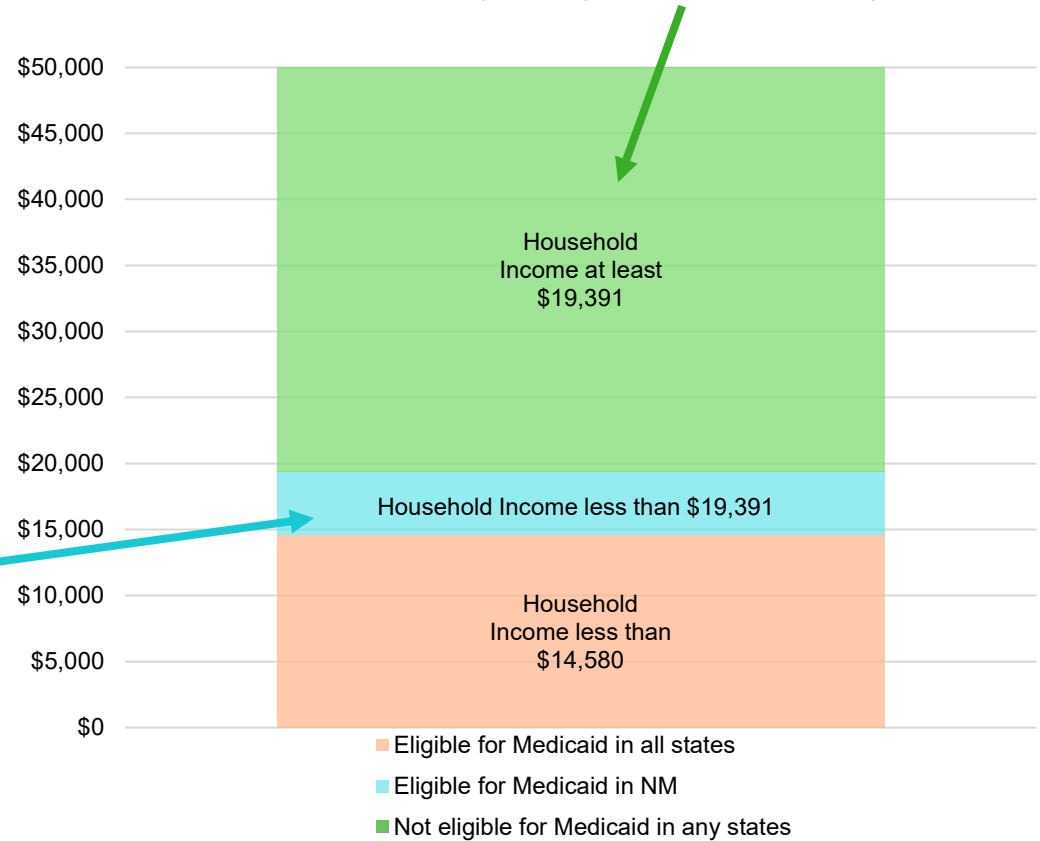 $50,000
$45,000
$40,000
$35,000
$30,000
$25,000
$20,000
$15,000
$10,000
$5,000
$0
Household
Income at least
$19,391
Household Income less than $19,391
Household
Income less than
$14,580
Eligible for Medicaid in all states
Eligible for Medicaid in NM
Not eligible for Medicaid in any states